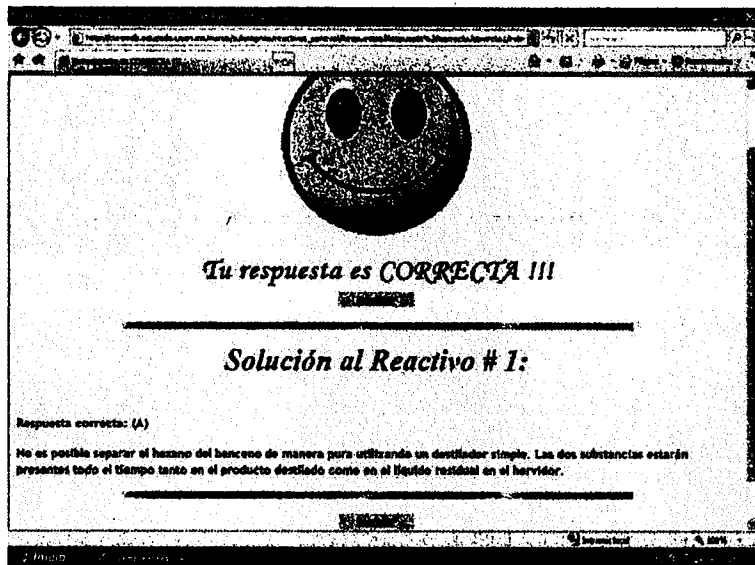 Tu respuesta es CORRECTA !!!
Solución al Reactivo # 1:
Respuesta correcta: (A)
No es posible separar el hexano del benceno de manera pura utilizando un destilador simple. Las dos substancias estarán
presentes todo el tiempo tanto en el producto destilado como en el líquido residual en el hervidor.
Inicio